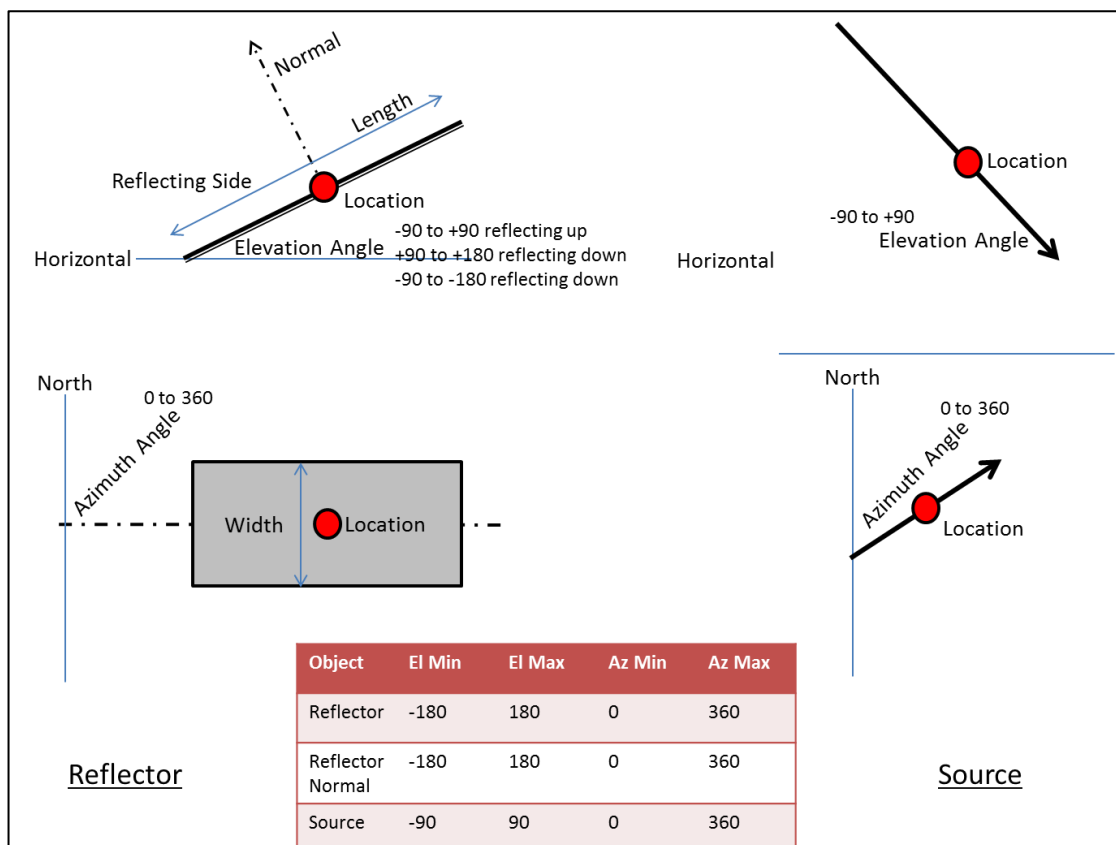 Normal
Length
Reflecting Side
Location
Elevation Angle
-90 to +90 reflecting up
+90 to +180 reflecting down
-90 to -180 reflecting down
Horizontal
Location
-90 to +90
Elevation Angle
Horizontal
North
0 to 360
Azimuth Angle
Width
Location
North
0 to 360
Azimuth Angle
Location
Object El Min El Max Az Min Az Max
Reflector -180 180 0 360
Reflector
Normal -180 180 0 360
Source -90 90 0 360
Reflector
Source